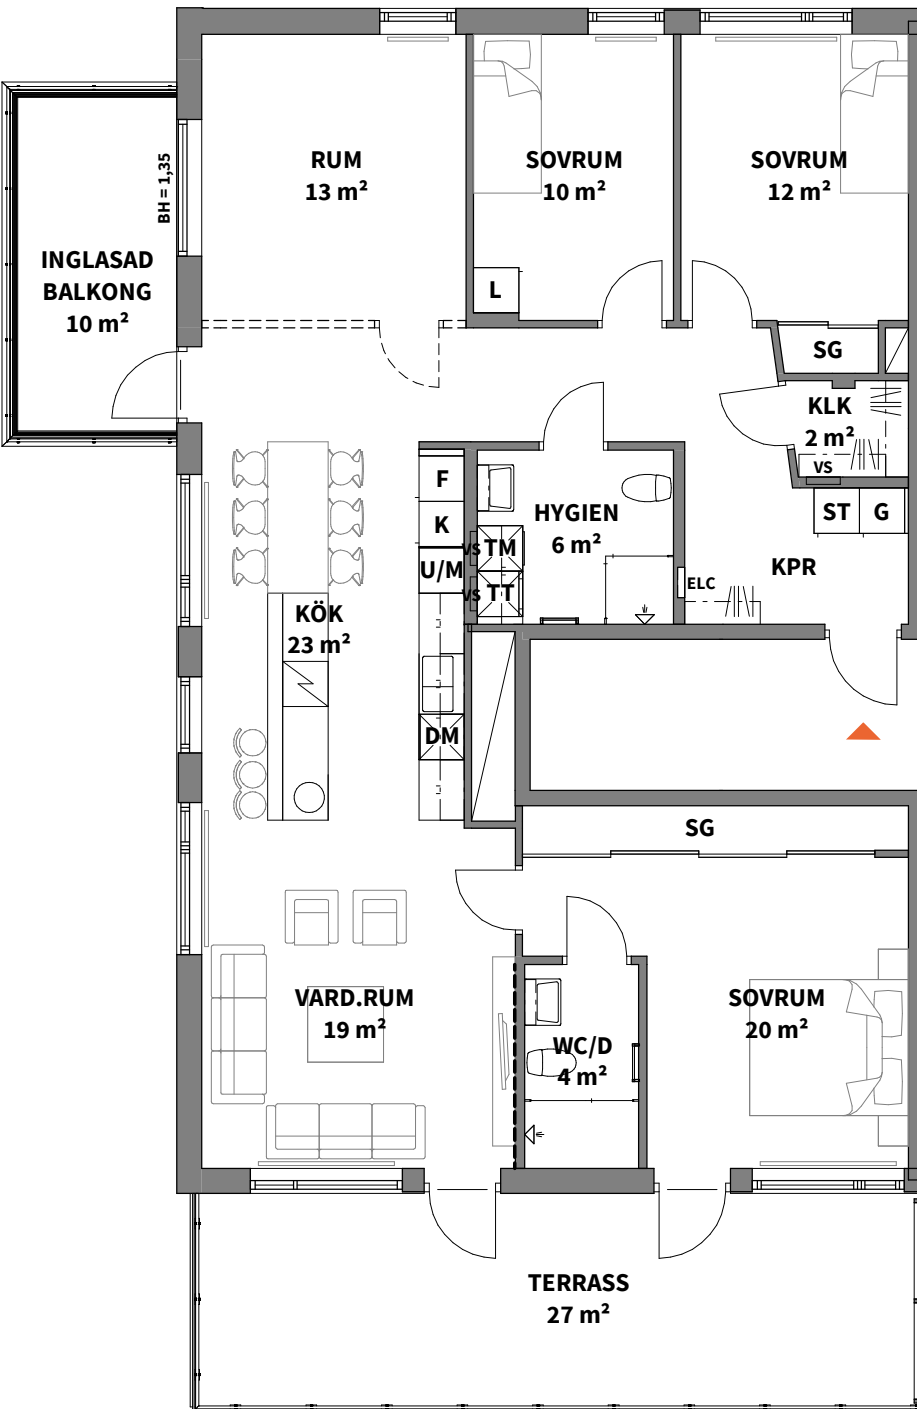 RUM
13 m²
SOVRUM
10 m²
SOVRUM
12 m²
BH = 1,35
INGLASAD
BALKONG
10 m²
L
SG
KLK
2 m²
VS
F
K
U/M
HYGIEN
6 m²
VS
TM
VS
TT
ST
G
KPR
ELC
KÖK
23 m²
DM
SG
VARD.RUM
19 m²
SOVRUM
20 m²
WC/D
4 m²
TERRASS
27 m²